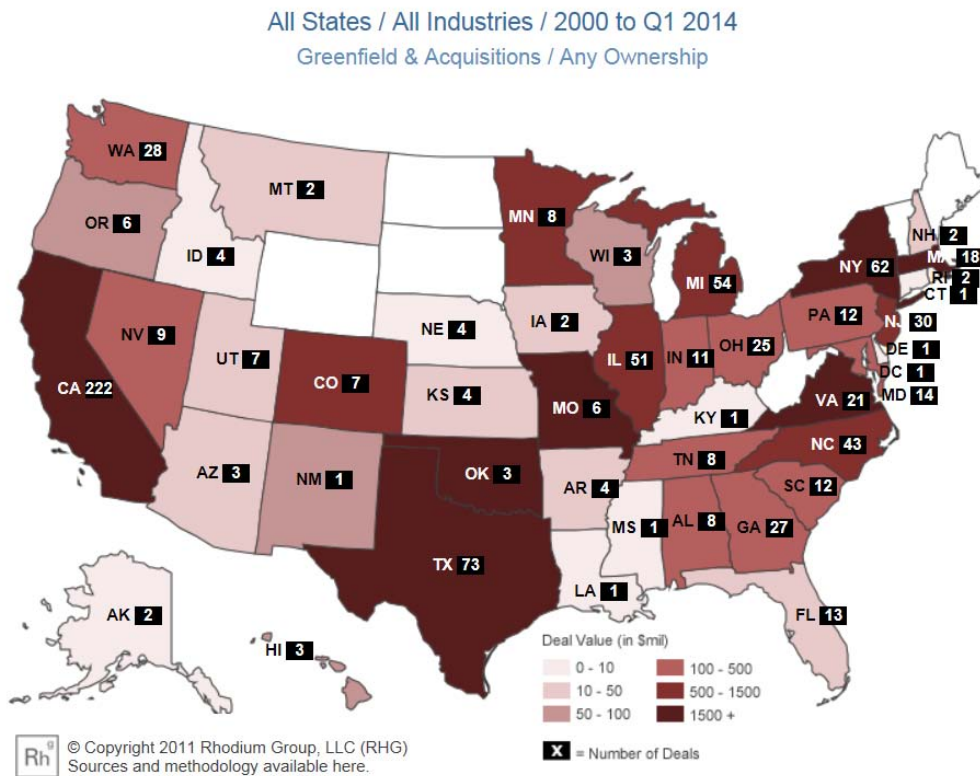 All States / All Industries / 2000 to Q1 2014
Greenfield & Acquisitions / Any Ownership
WA 28
MT 2
MN 8
OR 6
ID 4
WI 3
MI 54
NY 62
NH 2
MA 18
RH 2
CT 1
NV 9
UT 7
NE 4
IA 2
PA 12
NJ 30
CA 222
CO 7
KS 4
IL 51
IN 11
OH 25
DE 1
DC 1
MD 14
MO 6
KY 1
VA 21
AZ 3
NM 1
OK 3
AR 4
TN 8
NC 43
SC 12
MS 1
AL 8
GA 27
TX 73
LA 1
FL 13
AK 2
HI 3
Deal Value (in $mil)
0 - 10
10 - 50
50 - 100
100 - 500
500 - 1500
1500 +
X = Number of Deals
Rh g
© Copyright 2011 Rhodium Group, LLC (RHG)
Sources and methodology available here.